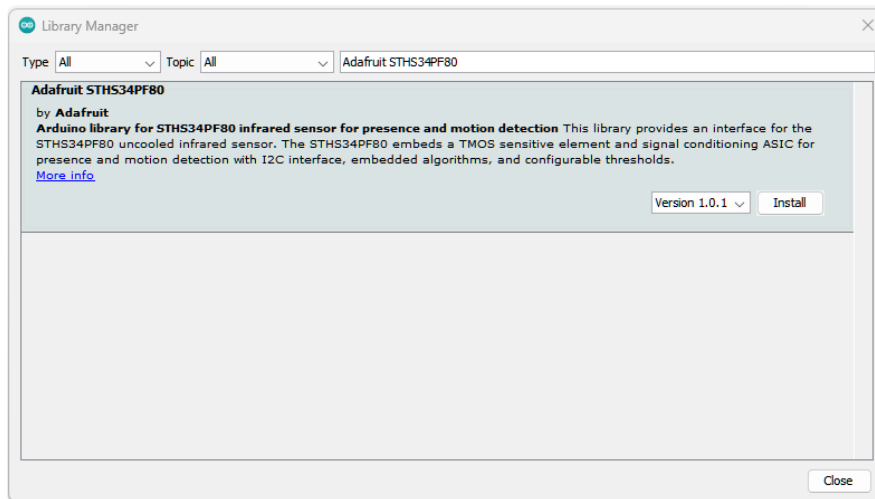 Library Manager
Type All Topic All Adafruit STHS34PF80
Adafruit STHS34PF80
by Adafruit
Arduino library for STHS34PF80 infrared sensor for presence and motion detection This library provides an interface for the
STHS34PF80 uncooled infrared sensor. The STHS34PF80 embeds a TMOS sensitive element and signal conditioning ASIC for
presence and motion detection with I2C interface, embedded algorithms, and configurable thresholds.
More info
Version 1.0.1 Install
Close